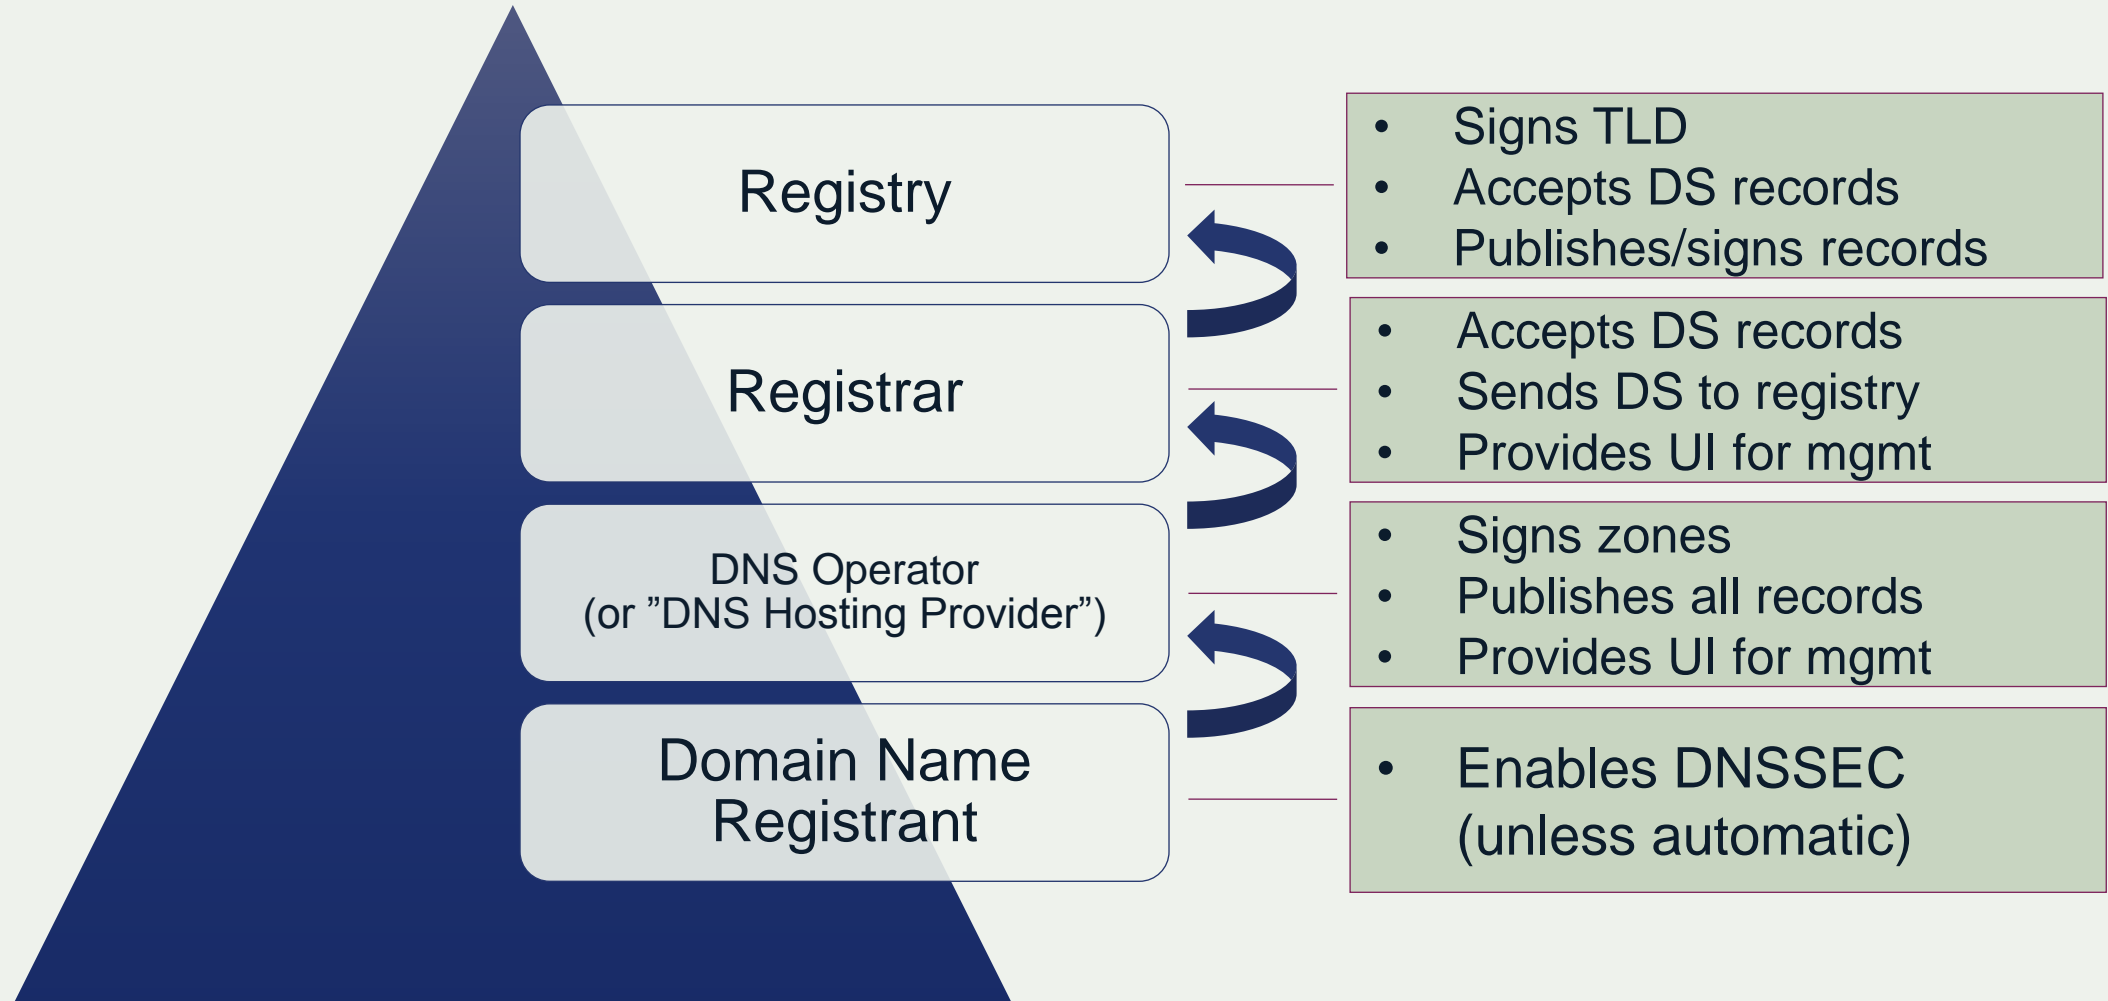 Registry
• Signs TLD
• Accepts DS records
• Publishes/signs records
Registrar
• Accepts DS records
• Sends DS to registry
• Provides UI for mgmt
DNS Operator
(or ”DNS Hosting Provider”)
• Signs zones
• Publishes all records
• Provides UI for mgmt
Domain Name
Registrant
• Enables DNSSEC
(unless automatic)